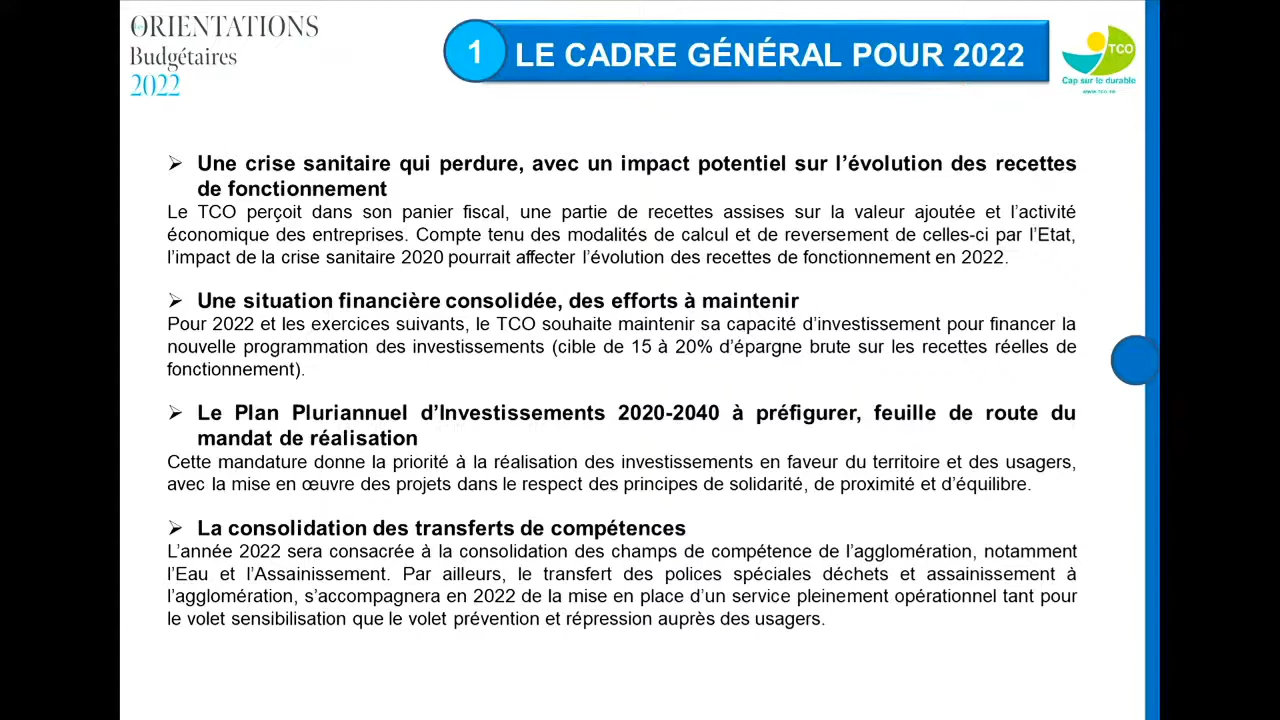 ORIENTATIONS
Budgétaires
2022
1
LE CADRE GÉNÉRAL POUR 2022
TCO
Cap sur le durable
www.tco.re
➢ Une crise sanitaire qui perdure, avec un impact potentiel sur l’évolution des recettes
de fonctionnement
Le TCO perçoit dans son panier fiscal, une partie de recettes assises sur la valeur ajoutée et l’activité
économique des entreprises. Compte tenu des modalités de calcul et de reversement de celles-ci par l’Etat,
l’impact de la crise sanitaire 2020 pourrait affecter l’évolution des recettes de fonctionnement en 2022.
➢ Une situation financière consolidée, des efforts à maintenir
Pour 2022 et les exercices suivants, le TCO souhaite maintenir sa capacité d’investissement pour financer la
nouvelle programmation des investissements (cible de 15 à 20% d’épargne brute sur les recettes réelles de
fonctionnement).
➢ Le Plan Pluriannuel d’Investissements 2020-2040 à préfigurer, feuille de route du
mandat de réalisation
Cette mandature donne la priorité à la réalisation des investissements en faveur du territoire et des usagers,
avec la mise en œuvre des projets dans le respect des principes de solidarité, de proximité et d’équilibre.
➢ La consolidation des transferts de compétences
L’année 2022 sera consacrée à la consolidation des champs de compétence de l’agglomération, notamment
l’Eau et l’Assainissement. Par ailleurs, le transfert des polices spéciales déchets et assainissement à
l’agglomération, s’accompagnera en 2022 de la mise en place d’un service pleinement opérationnel tant pour
le volet sensibilisation que le volet prévention et répression auprès des usagers.